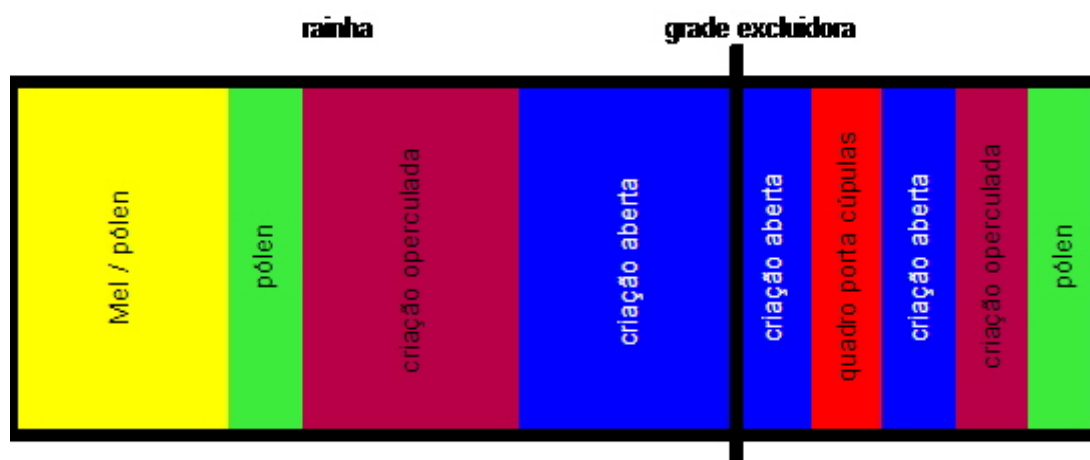 rainha
grade excluidora
Mel / pólen
pólen
criação operculada
criação aberta
criação aberta
quadro porta cúpulas
criação aberta
criação operculada
pólen